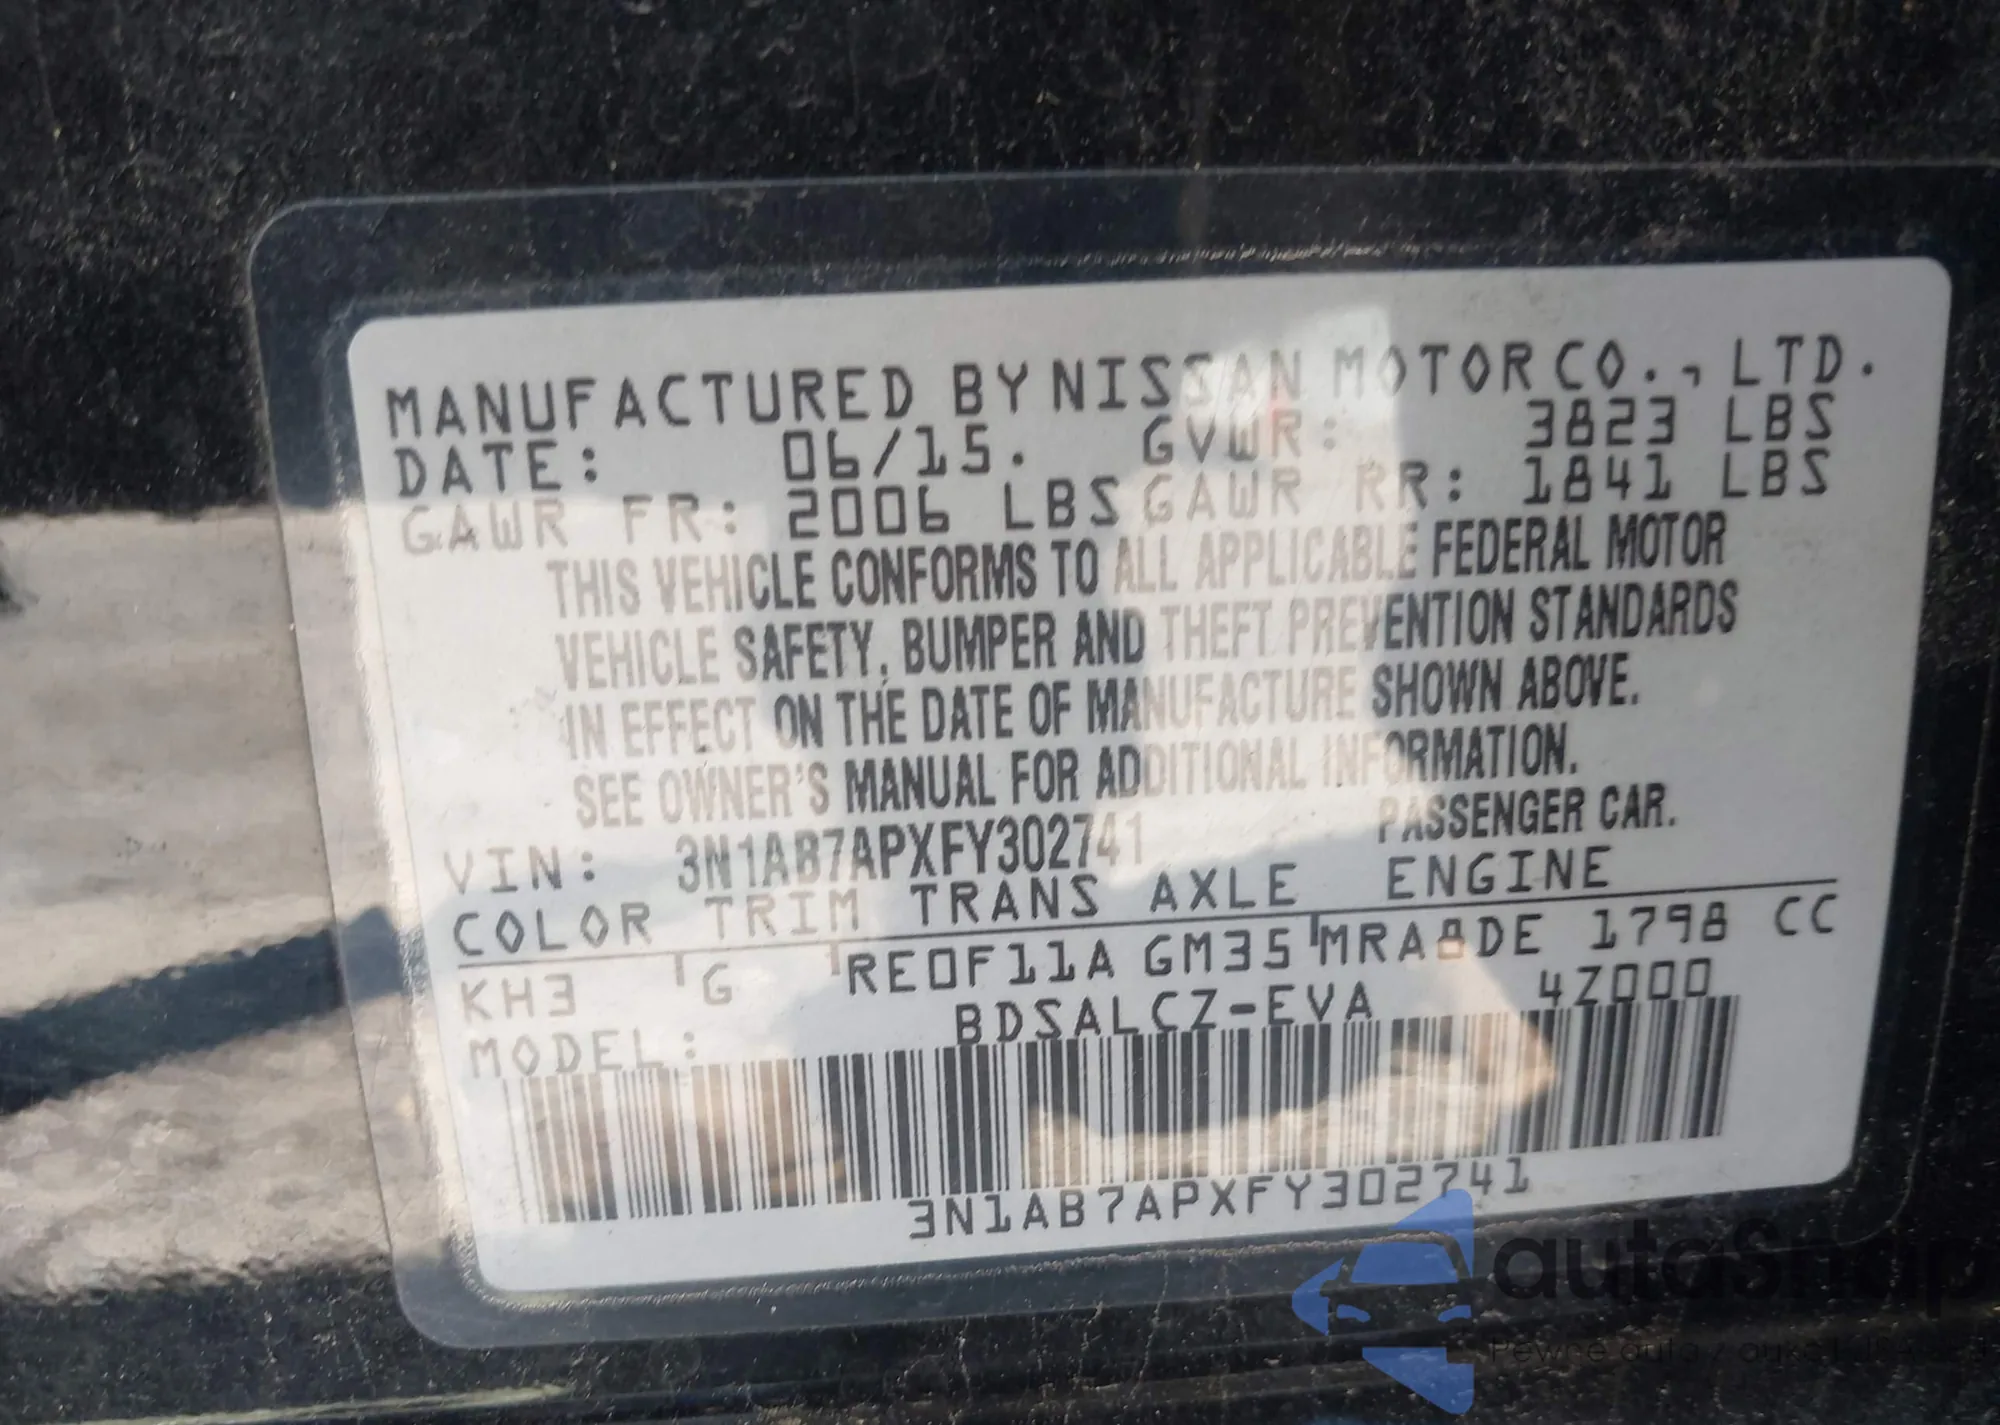 MANUFACTURED BY NISSAN MOTOR CO., LTD.
DATE: 06/15. GVWR: 3823 LBS
GAWR FR: 2006 LBS GAWR RR: 1841 LBS
THIS VEHICLE CONFORMS TO ALL APPLICABLE FEDERAL MOTOR
VEHICLE SAFETY, BUMPER AND THEFT PREVENTION STANDARDS
IN EFFECT ON THE DATE OF MANUFACTURE SHOWN ABOVE.
SEE OWNER'S MANUAL FOR ADDITIONAL INFORMATION.
VIN: 3N1AB7APXFY302741 PASSENGER CAR.
COLOR TRIM TRANS AXLE ENGINE
KH3 G RE0F11A GM35 MRA8DE 1798 CC
MODEL: BDSALCZ-EVA 4Z000
3N1AB7APXFY302741
autoSnap
Pewne auto